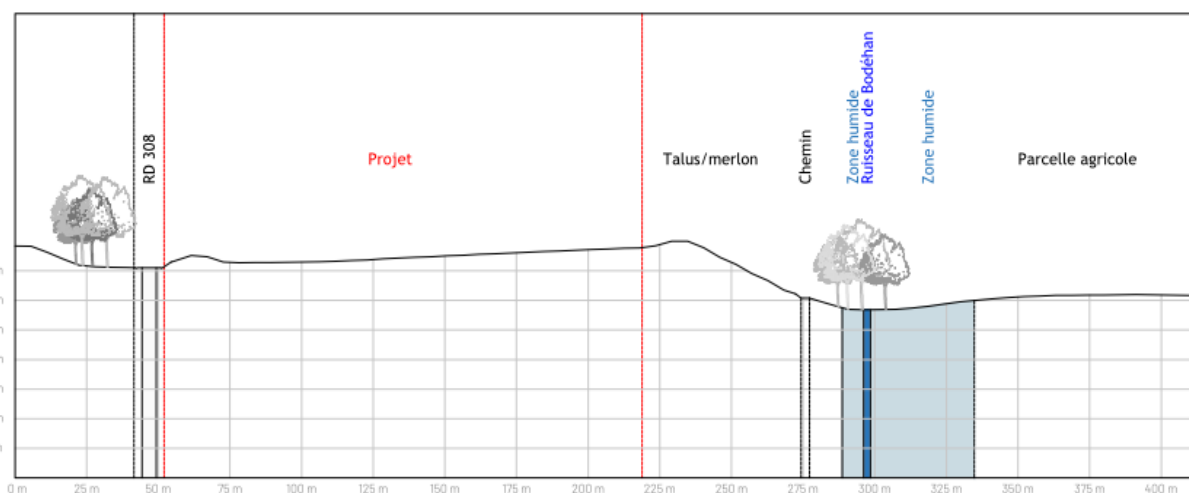 RD 308
Projet
Talus/merlon
Chemin
Zone humide
Ruisseau de Bodéhan
Zone humide
Parcelle agricole
0 m
25 m
50 m
75 m
100 m
125 m
150 m
175 m
200 m
225 m
250 m
275 m
300 m
325 m
350 m
375 m
400 m